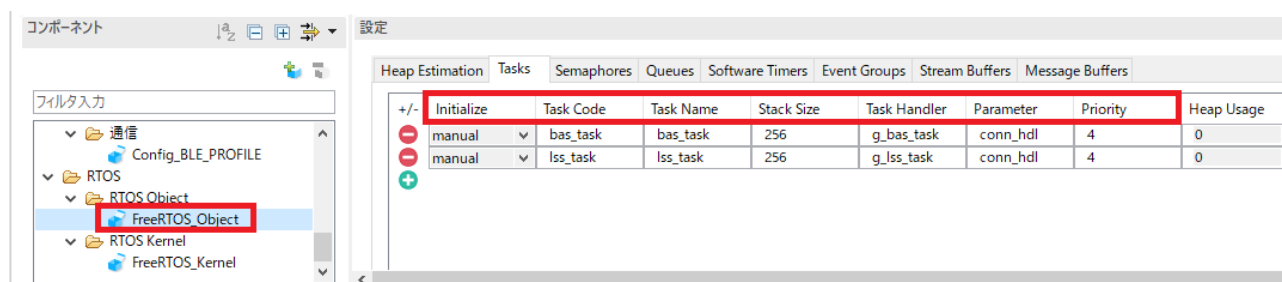 コンポーネント
設定
Heap Estimation Tasks Semaphores Queues Software Timers Event Groups Stream Buffers Message Buffers
フィルタ入力
通信
Config_BLE_PROFILE
RTOS
RTOS Object
FreeRTOS_Object
RTOS Kernel
FreeRTOS_Kernel
+/- Initialize Task Code Task Name Stack Size Task Handler Parameter Priority Heap Usage
manual bas_task bas_task 256 g_bas_task conn_hdl 4 0
manual lss_task lss_task 256 g_lss_task conn_hdl 4 0